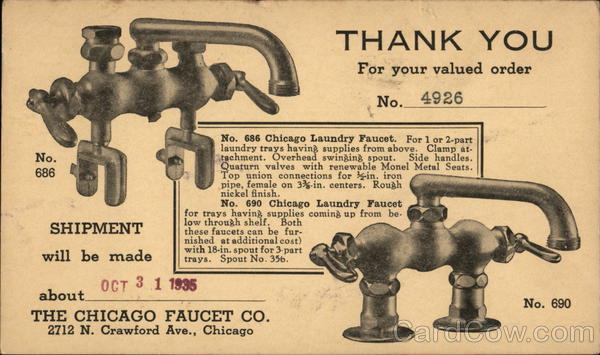 THANK YOU
For your valued order
No. 4926
No.
686
No. 686 Chicago Laundry Faucet. For 1 or 2-part
laundry trays having supplies from above. Clamp at-
tachment. Overhead swinging spout. Side handles.
Quaturn valves with renewable Monel Metal Seats.
Top union connections for ½-in. iron
pipe, female on 3⅜-in. centers. Rough
nickel finish.
No. 690 Chicago Laundry Faucet
for trays having supplies coming up from be-
low through shelf. Both
these faucets can be fur-
nished at additional cost)
with 18-in. spout for 3-part
trays. Spout No. 356.
SHIPMENT
will be made
about OCT 31 1935
THE CHICAGO FAUCET CO.
2712 N. Crawford Ave., Chicago
No. 690
CardCow.com